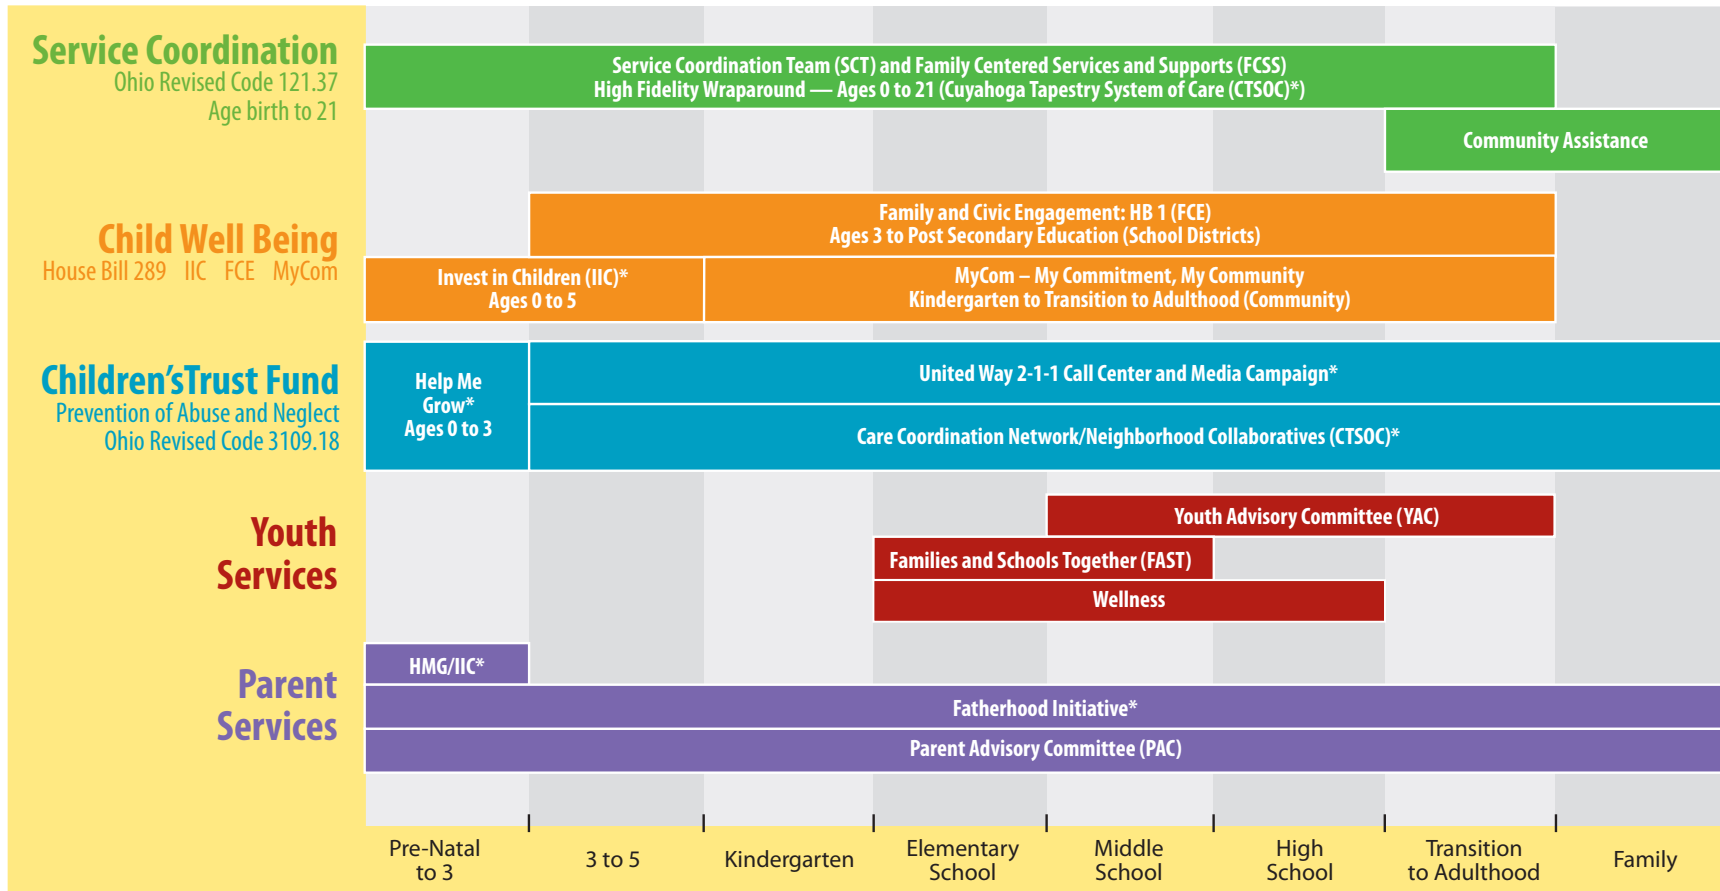 Service Coordination
Ohio Revised Code 121.37
Age birth to 21
Service Coordination Team (SCT) and Family Centered Services and Supports (FCSS)
High Fidelity Wraparound — Ages 0 to 21 (Cuyahoga Tapestry System of Care (CTSOC)*)
Community Assistance
Child Well Being
House Bill 289 IIC FCE MyCom
Family and Civic Engagement: HB 1 (FCE)
Ages 3 to Post Secondary Education (School Districts)
Invest in Children (IIC)*
Ages 0 to 5
MyCom – My Commitment, My Community
Kindergarten to Transition to Adulthood (Community)
Children'sTrust Fund
Prevention of Abuse and Neglect
Ohio Revised Code 3109.18
Help Me
Grow*
Ages 0 to 3
United Way 2-1-1 Call Center and Media Campaign*
Care Coordination Network/Neighborhood Collaboratives (CTSOC)*
Youth
Services
Youth Advisory Committee (YAC)
Families and Schools Together (FAST)
Wellness
Parent
Services
HMG/IIC*
Fatherhood Initiative*
Parent Advisory Committee (PAC)
Pre-Natal
to 3
3 to 5
Kindergarten
Elementary
School
Middle
School
High
School
Transition
to Adulthood
Family